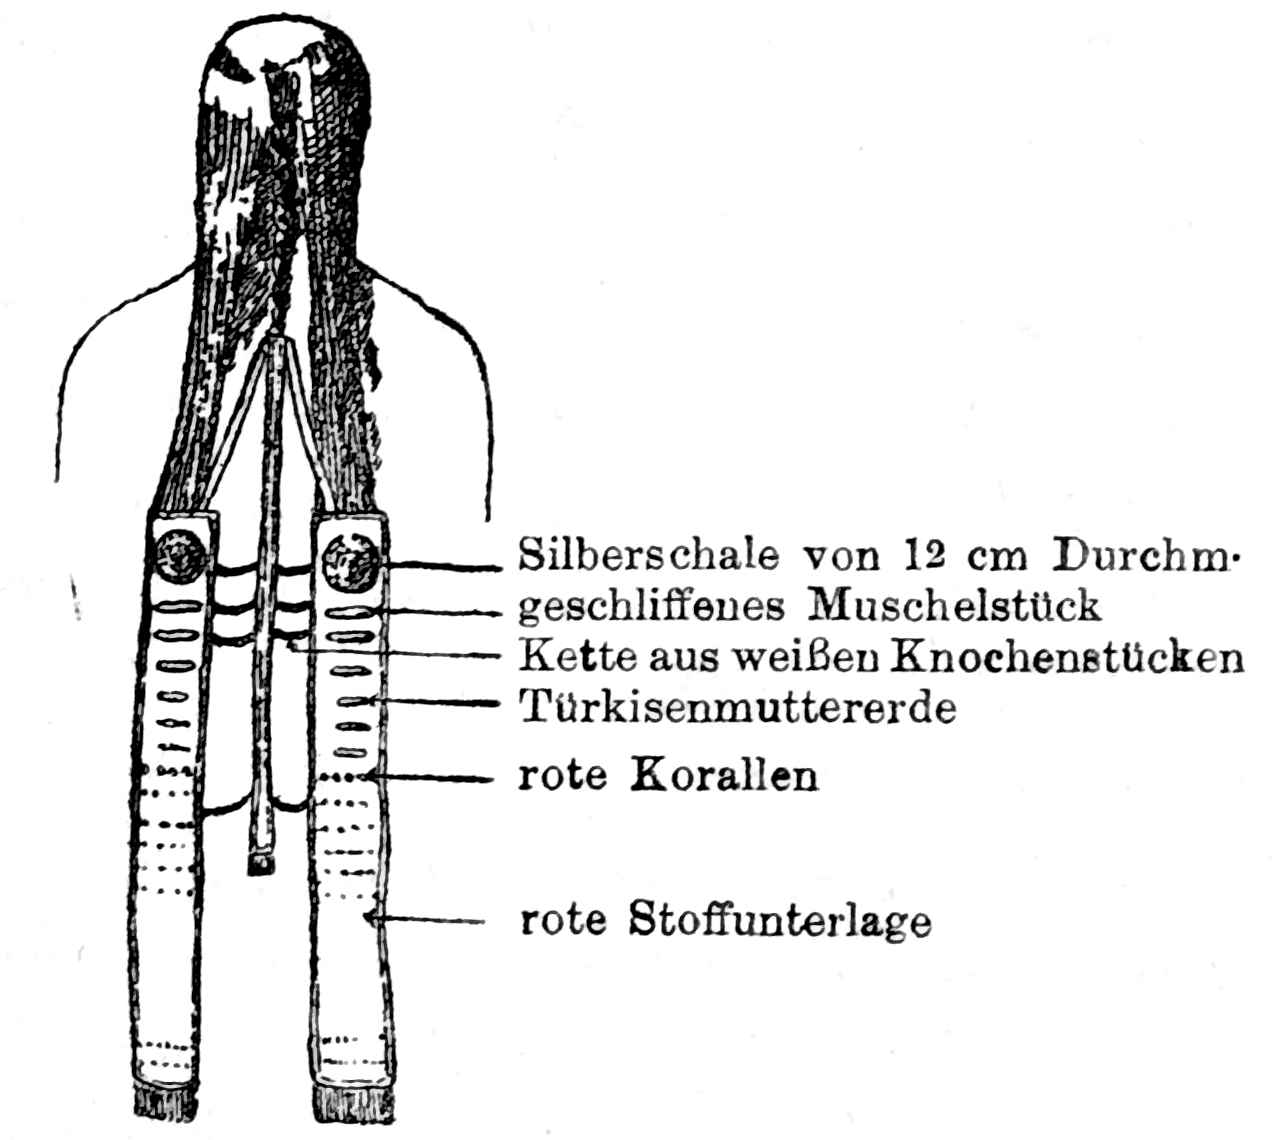 Silberschale von 12 cm Durchm.
geschliffenes Muschelstück
Kette aus weißen Knochenstücken
Türkisenmuttererde
rote Korallen
rote Stoffunterlage